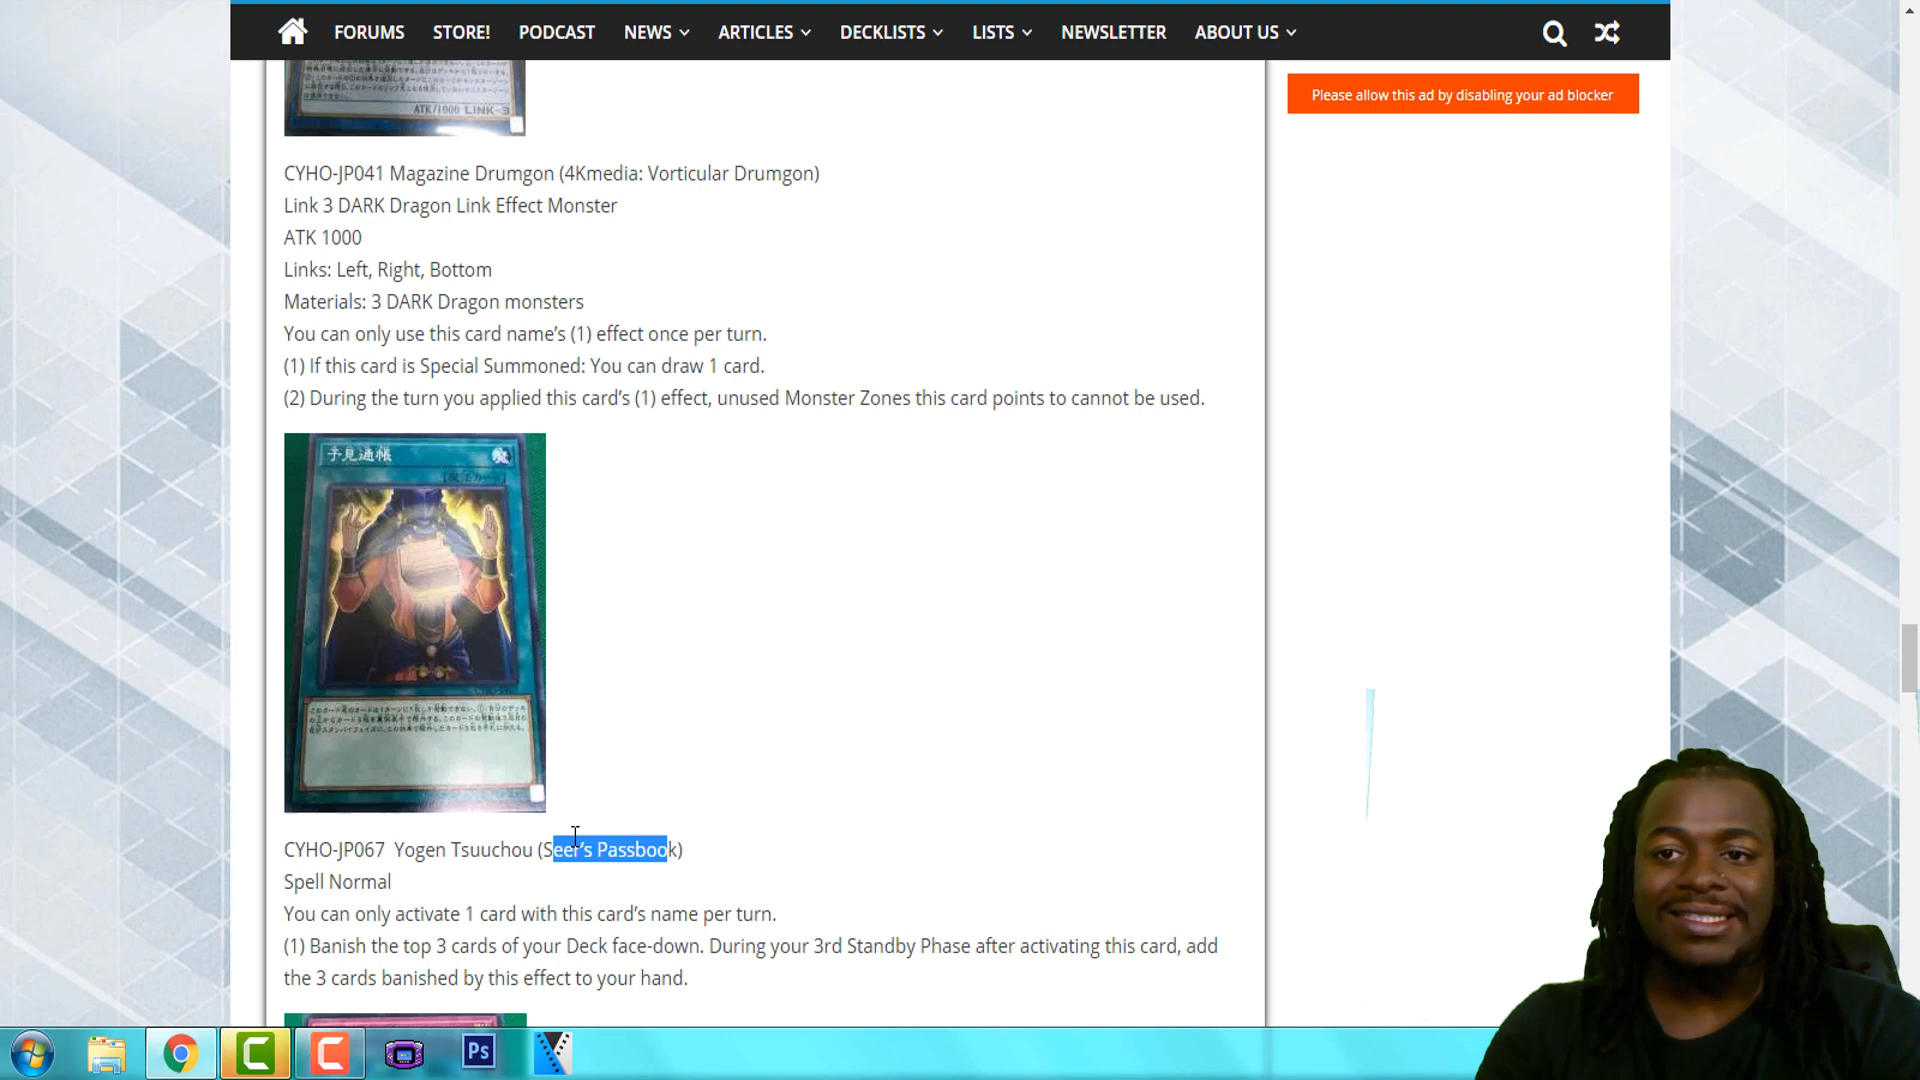 FORUMS STORE! PODCAST NEWS ARTICLES DECKLISTS LISTS NEWSLETTER ABOUT US
Please allow this ad by disabling your ad blocker
ATK/1000 LINK-3
CYHO-JP041 Magazine Drumgon (4Kmedia: Vorticular Drumgon)
Link 3 DARK Dragon Link Effect Monster
ATK 1000
Links: Left, Right, Bottom
Materials: 3 DARK Dragon monsters
You can only use this card name’s (1) effect once per turn.
(1) If this card is Special Summoned: You can draw 1 card.
(2) During the turn you applied this card’s (1) effect, unused Monster Zones this card points to cannot be used.
予見通帳
CYHO-JP067 Yogen Tsuuchou (Seer’s Passbook)
Spell Normal
You can only activate 1 card with this card’s name per turn.
(1) Banish the top 3 cards of your Deck face-down. During your 3rd Standby Phase after activating this card, add
the 3 cards banished by this effect to your hand.
Ps